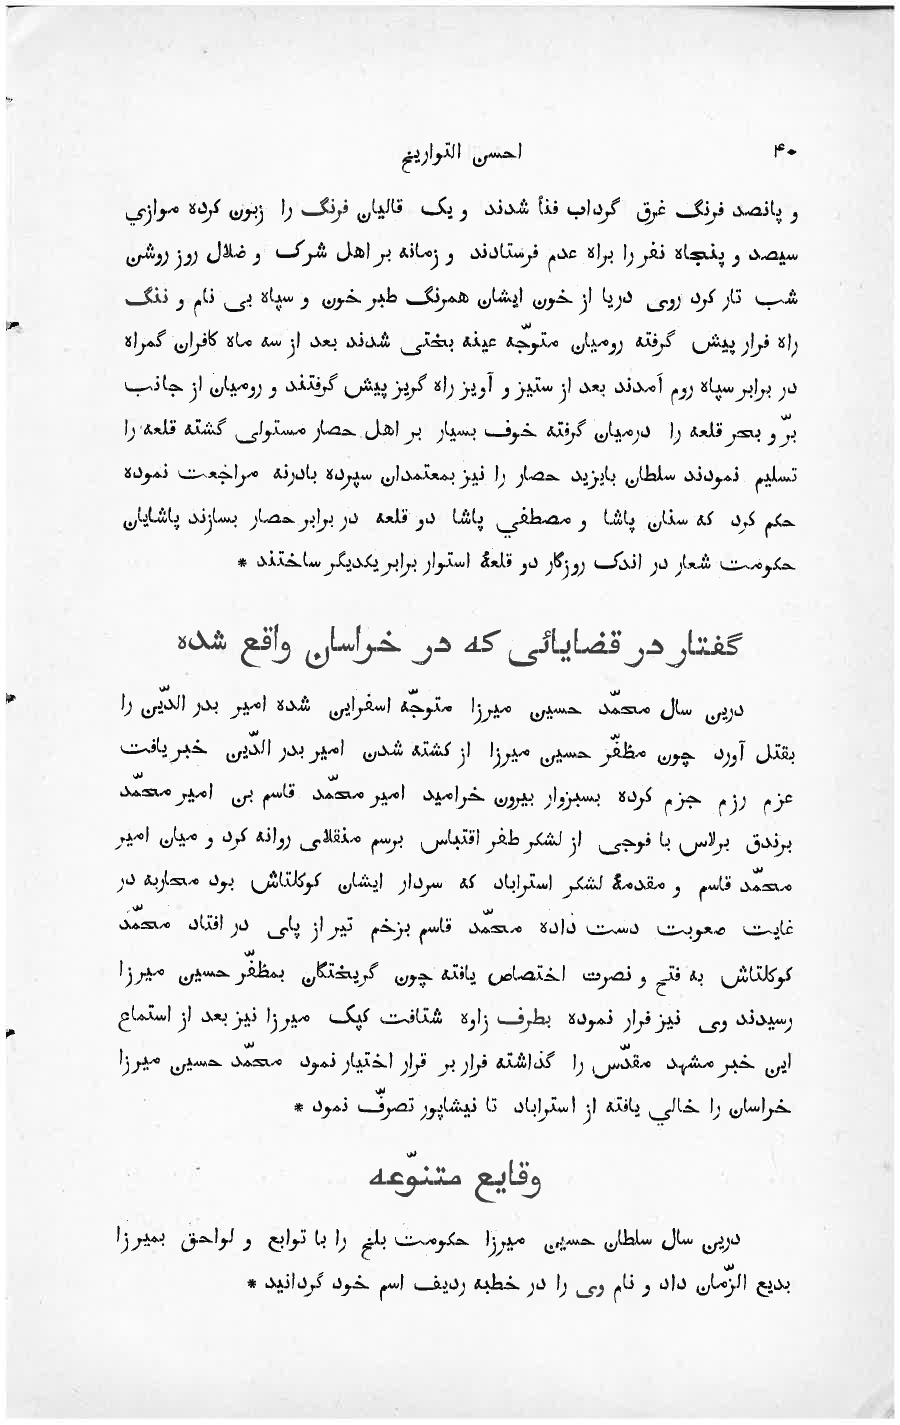 ۴۰
احسن التواریخ
و پانصد فرنگ غرق گرداب فنا شدند و یک قالیان فرنگ را زبون کرده موازي
سیصد و پنجاه نفر را براه عدم فرستادند و زمانه بر اهل شرک و ضلال روز روشن
شب تار کرد روی دریا از خون ایشان همرنگ طبر خون و سپاه بی نام و ننگ
راه فرار پیش گرفته رومیان متوجّه عینه بختی شدند بعد از سه ماه کافران گمراه
در برابر سپاه روم آمدند بعد از ستیز و آویز راه گریز پیش گرفتند و رومیان از جانب
برّ و بحر قلعه را درمیان گرفته خوف بسیار بر اهل حصار مستولی گشته قلعه را
تسلیم نمودند سلطان بایزید حصار را نیز بمعتمدان سپرده بادرنه مراجعت نموده
حکم کرد که سنان پاشا و مصطفي پاشا دو قلعه در برابر حصار بسازند پاشایان
حکومت شعار در اندک روزگار دو قلعهٔ استوار برابر یکدیگر ساختند *
گفتار در قضایائی که در خراسان واقع شده
درین سال محمّد حسین میرزا متوجّه اسفراین شده امیر بدر الدّین را
بقتل آورد چون مظفّر حسین میرزا از کشته شدن امیر بدر الدّین خبر یافت
عزم رزم جزم کرده بسبزوار بیرون خرامید امیر محمّد قاسم بن امیر محمّد
برندق برلاس با فوجی از لشکر ظفر اقتباس برسم منقلای روانه کرد و میان امیر
محمّد قاسم و مقدمهٔ لشکر استراباد که سردار ایشان کوکلتاش بود محاربه در
غایت صعوبت دست داده محمّد قاسم بزخم تیر از پای در افتاد محمّد
کوکلتاش به فتح و نصرت اختصاص یافته چون گریختگان بمظفّر حسین میرزا
رسیدند وی نیز فرار نموده بطرف زاوه شتافت کپک میرزا نیز بعد از استماع
این خبر مشهد مقدّس را گذاشته فرار بر قرار اختیار نمود محمّد حسین میرزا
خراسان را خالي یافته از استراباد تا نیشاپور تصرّف نمود *
وقایع متنوّعه
درین سال سلطان حسین میرزا حکومت بلخ را با توابع و لواحق بمیرزا
بدیع الزّمان داد و نام وی را در خطبه ردیف اسم خود گردانید *